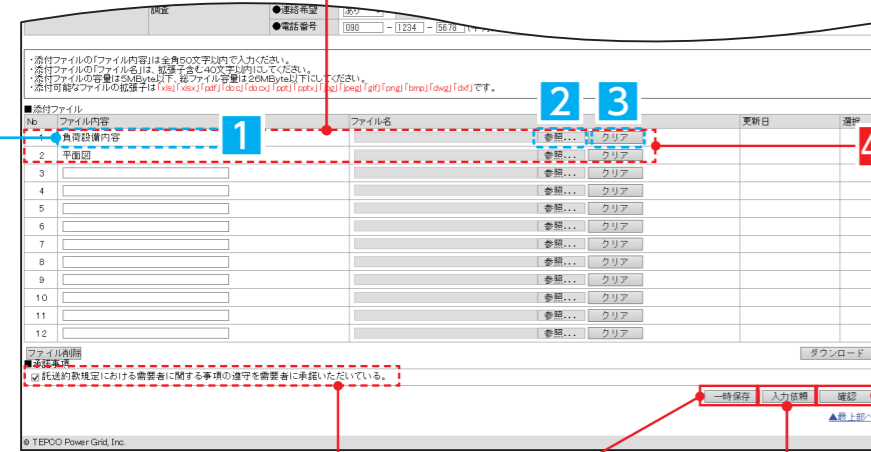 調査 ●連絡希望 あり
●電話番号 090 - 1234 - 5678
・添付ファイルの「ファイル内容」は全角50文字以内で入力ください。
・添付ファイルの「ファイル名」は、拡張子含む40文字以内にしてください。
・添付ファイルの容量は5MByte以下、総ファイル容量は26MByte以下にしてください。
・添付可能なファイルの拡張子は「xls」「xlsx」「pdf」「doc」「docx」「ppt」「pptx」「jpg」「jpeg」「gif」「png」「bmp」「dwg」「dxf」です。
■添付ファイル
No ファイル内容 ファイル名 更新日 選択
1 負荷設備内容 1 参照... 2 クリア 3
2 平面図 参照... クリア 4
3 参照... クリア
4 参照... クリア
5 参照... クリア
6 参照... クリア
7 参照... クリア
8 参照... クリア
9 参照... クリア
10 参照... クリア
11 参照... クリア
12 参照... クリア
ファイル削除 ダウンロード
■承諾事項
託送約款規定における需要者に関する事項の遵守を需要者に承諾いただいている。
一時保存 入力依頼 確認
▲最上部へ
© TEPCO Power Grid, Inc.